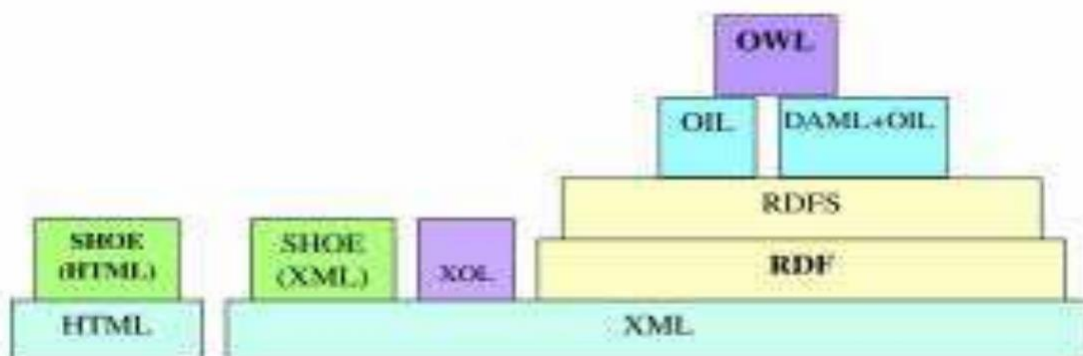 OWL
OIL DAML+OIL
RDFS
SHOE
(HTML)
SHOE
(XML)
XOL
RDF
HTML
XML